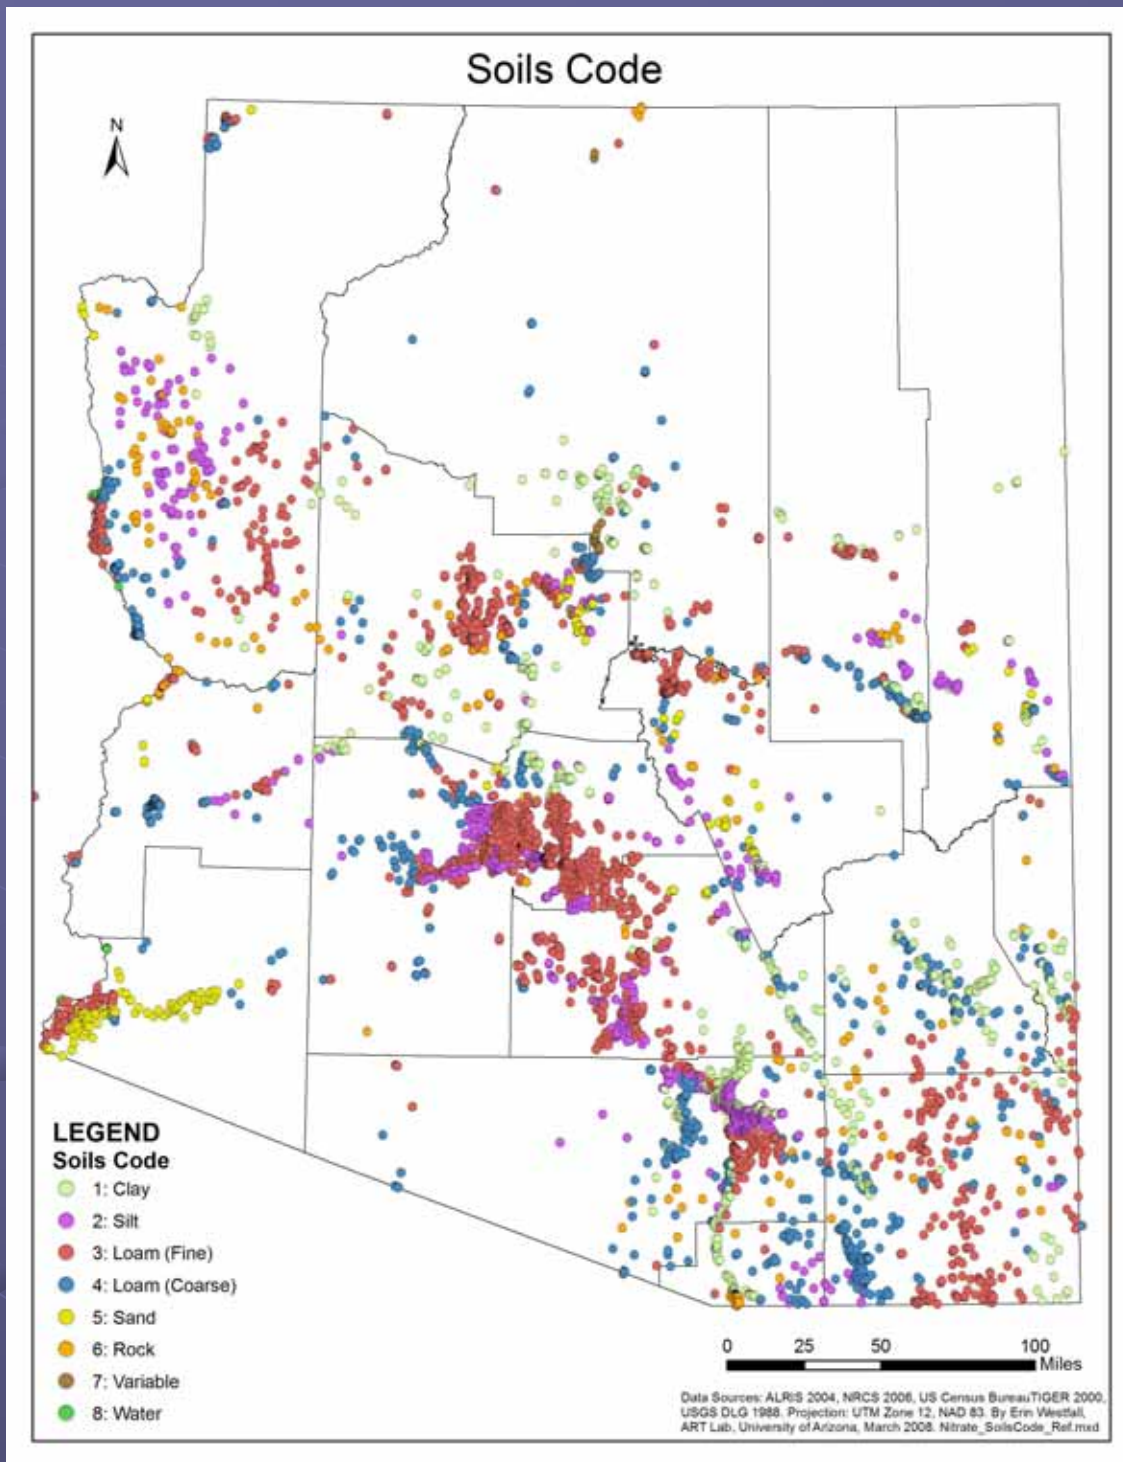 Soils Code
N
LEGEND
Soils Code
1: Clay
2: Silt
3: Loam (Fine)
4: Loam (Coarse)
5: Sand
6: Rock
7: Variable
8: Water
0 25 50 100
Miles
Data Sources: ALRIS 2004, NRCS 2006, US Census BureauTIGER 2000,
USGS DLG 1988. Projection: UTM Zone 12, NAD 83. By Erin Westfall,
ART Lab, University of Arizona, March 2008. Nitrate_SoilsCode_Ref.mxd